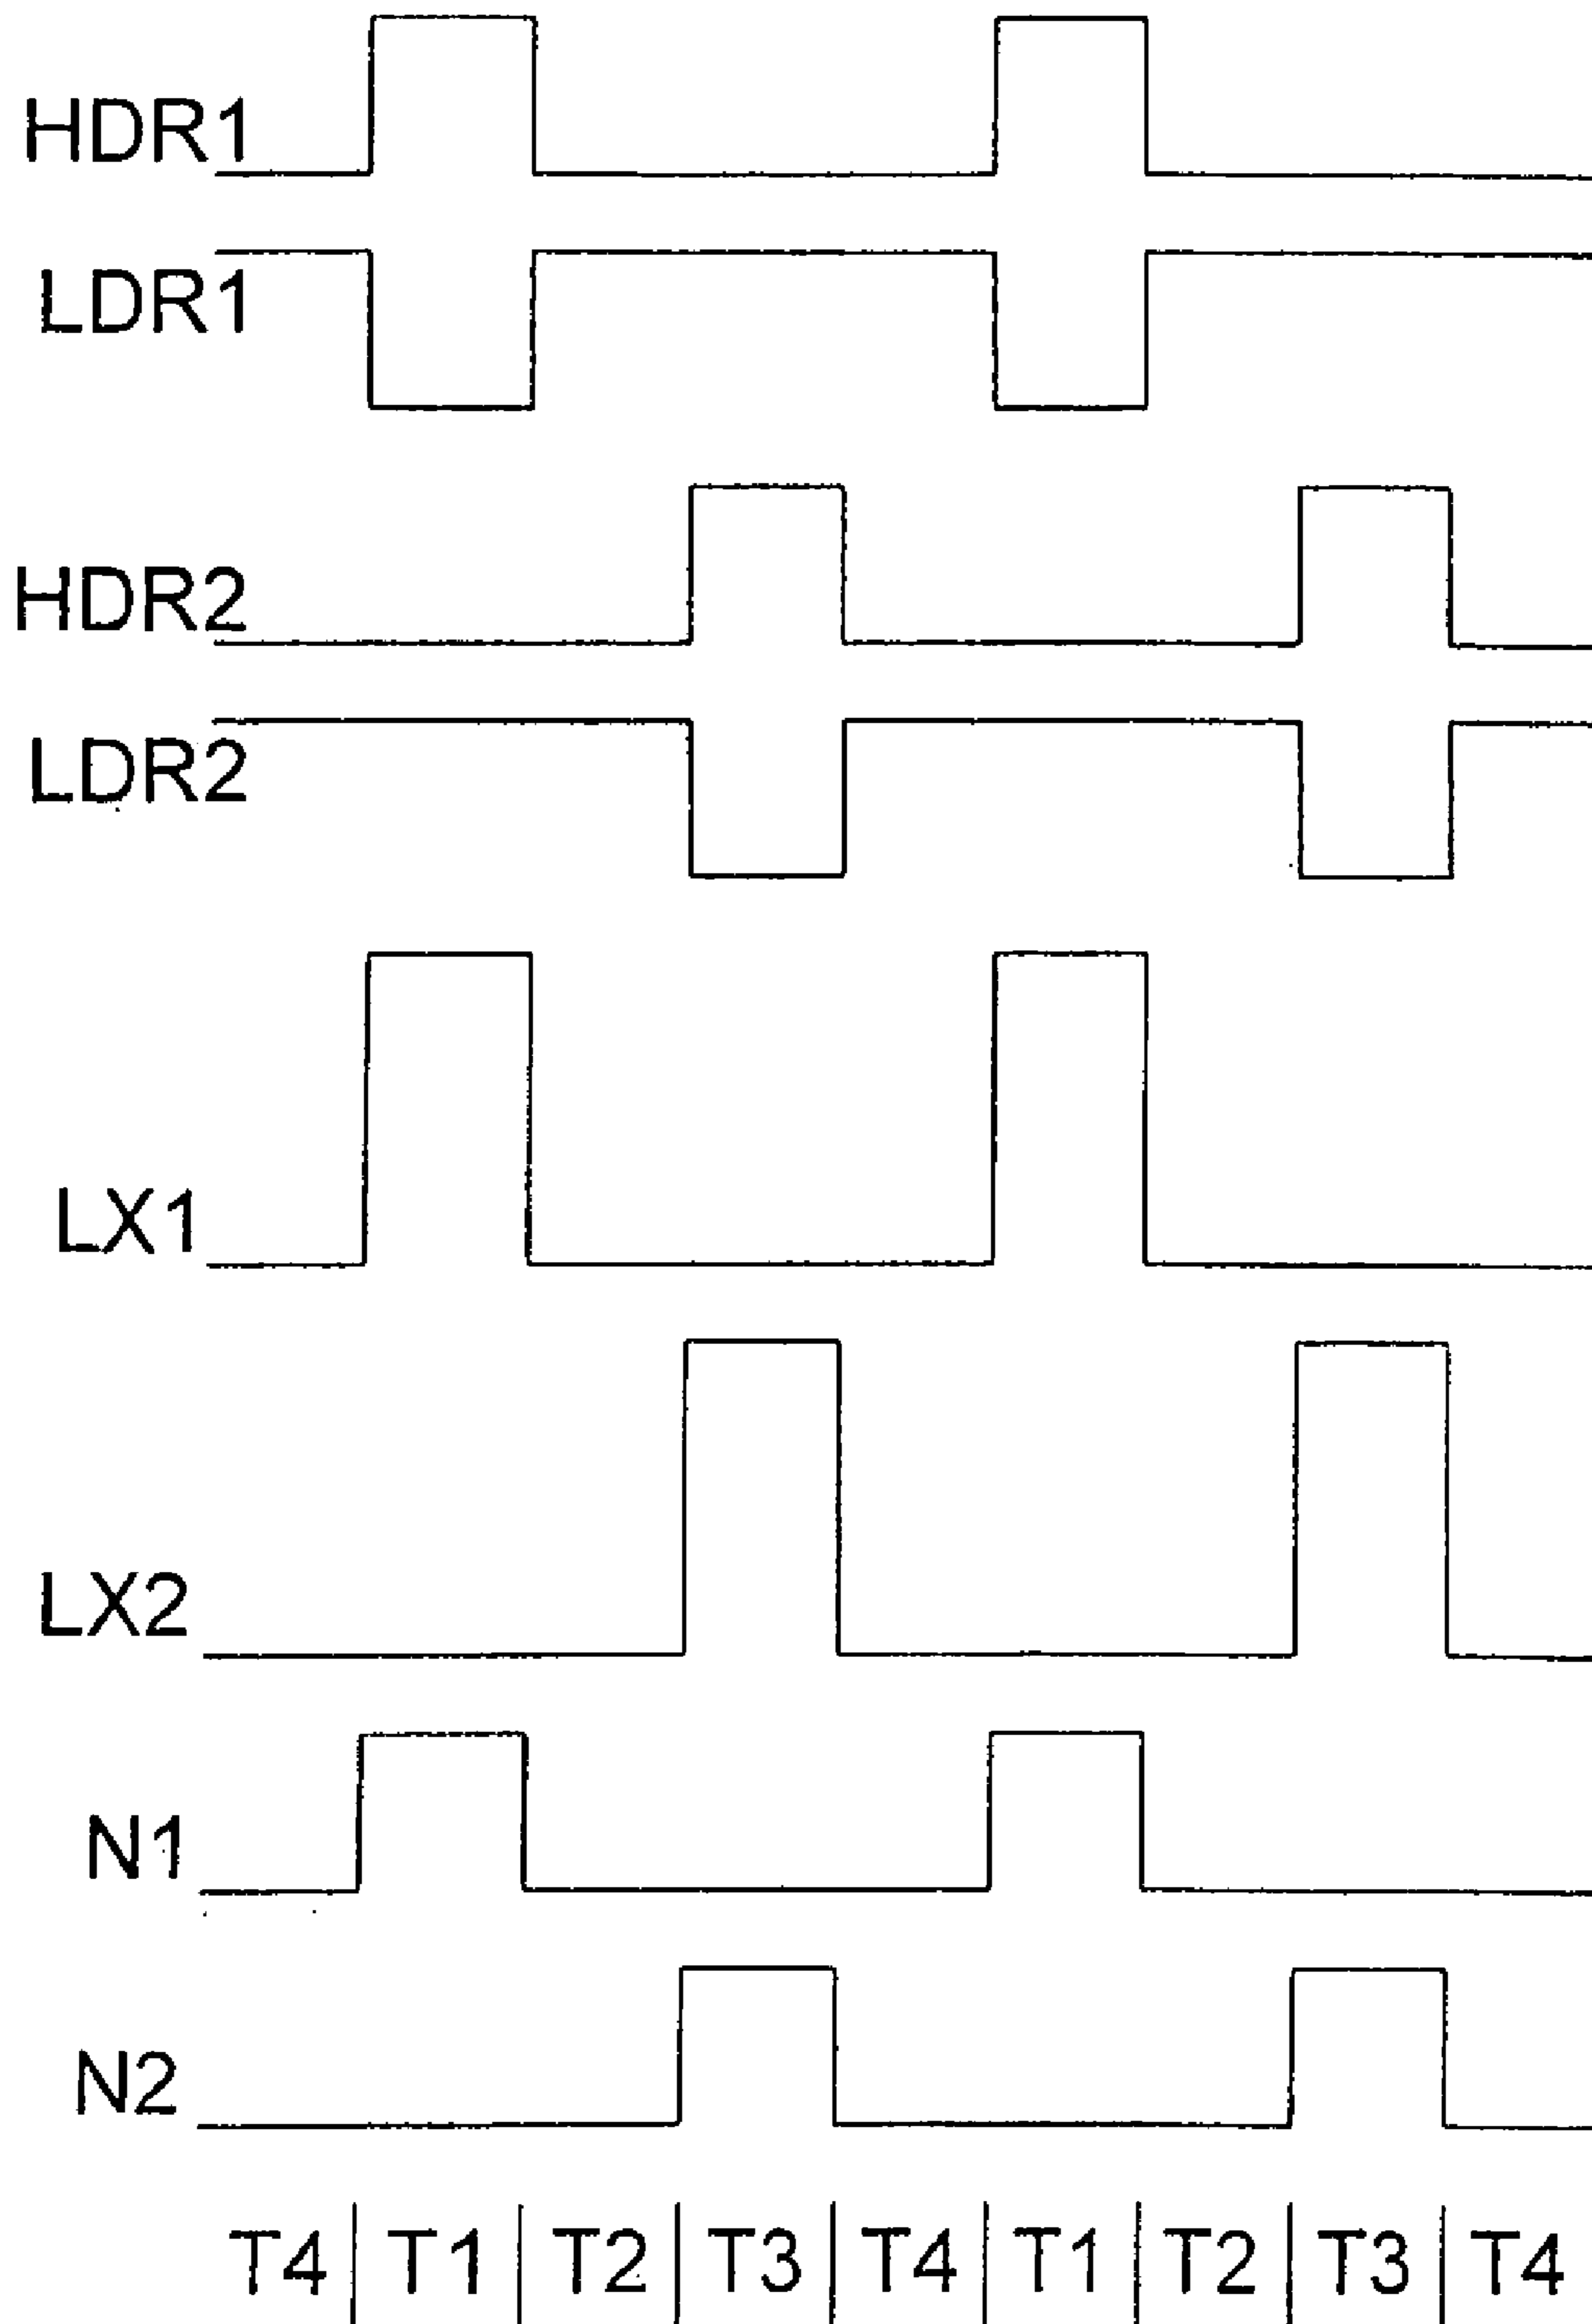 HDR1
LDR1
HDR2
LDR2
LX1
LX2
N1
N2
T4 T1 T2 T3 T4 T1 T2 T3 T4